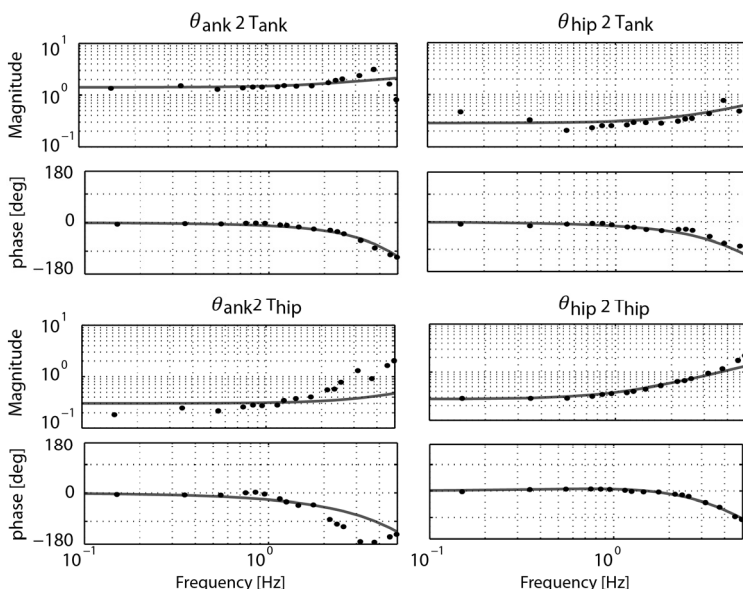 θank 2 Tank
θhip 2 Tank
Magnitude
10^1
10^0
10^-1
phase [deg]
180
0
-180
θank2 Thip
θhip 2 Thip
Magnitude
10^1
10^0
10^-1
phase [deg]
180
0
-180
10^-1
10^0
10^-1
10^0
Frequency [Hz]
Frequency [Hz]